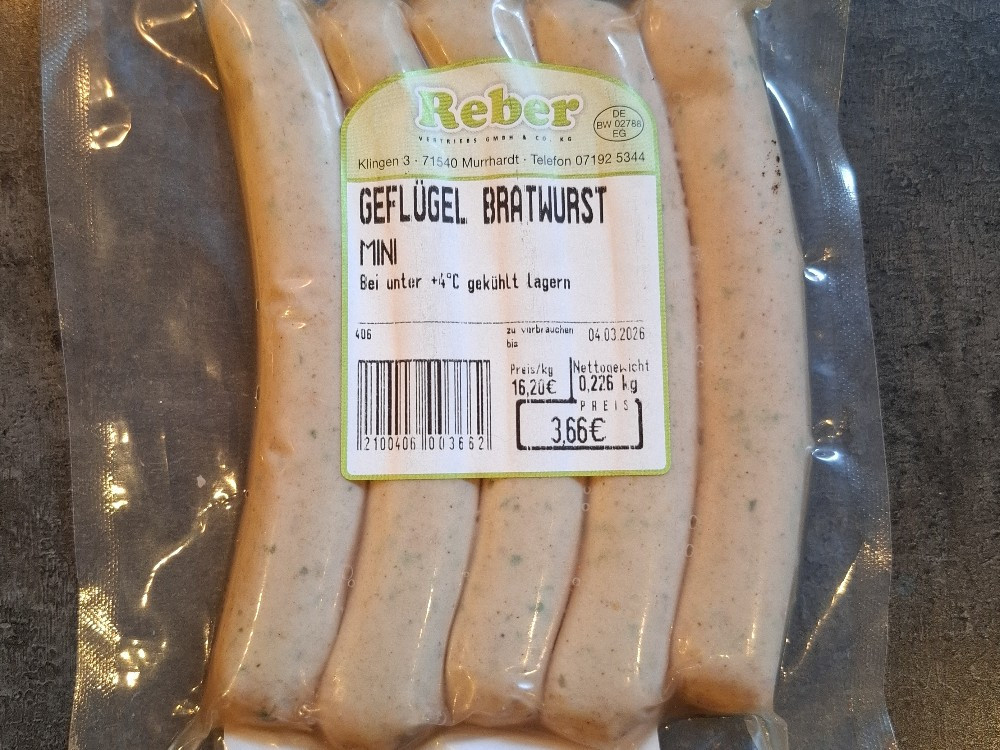 Reber
VERTRIEBS GMBH & CO. KG
DE
BW 02788
EG
Klingen 3 · 71540 Murrhardt · Telefon 07192 5344
GEFLÜGEL BRATWURST
MINI
Bei unter +4°C gekühlt lagern
406
zu verbrauchen
bis
04.03.2026
Preis/kg
16,20€
Nettogewicht
0,226 kg
PREIS
3,66€
2100406 003662